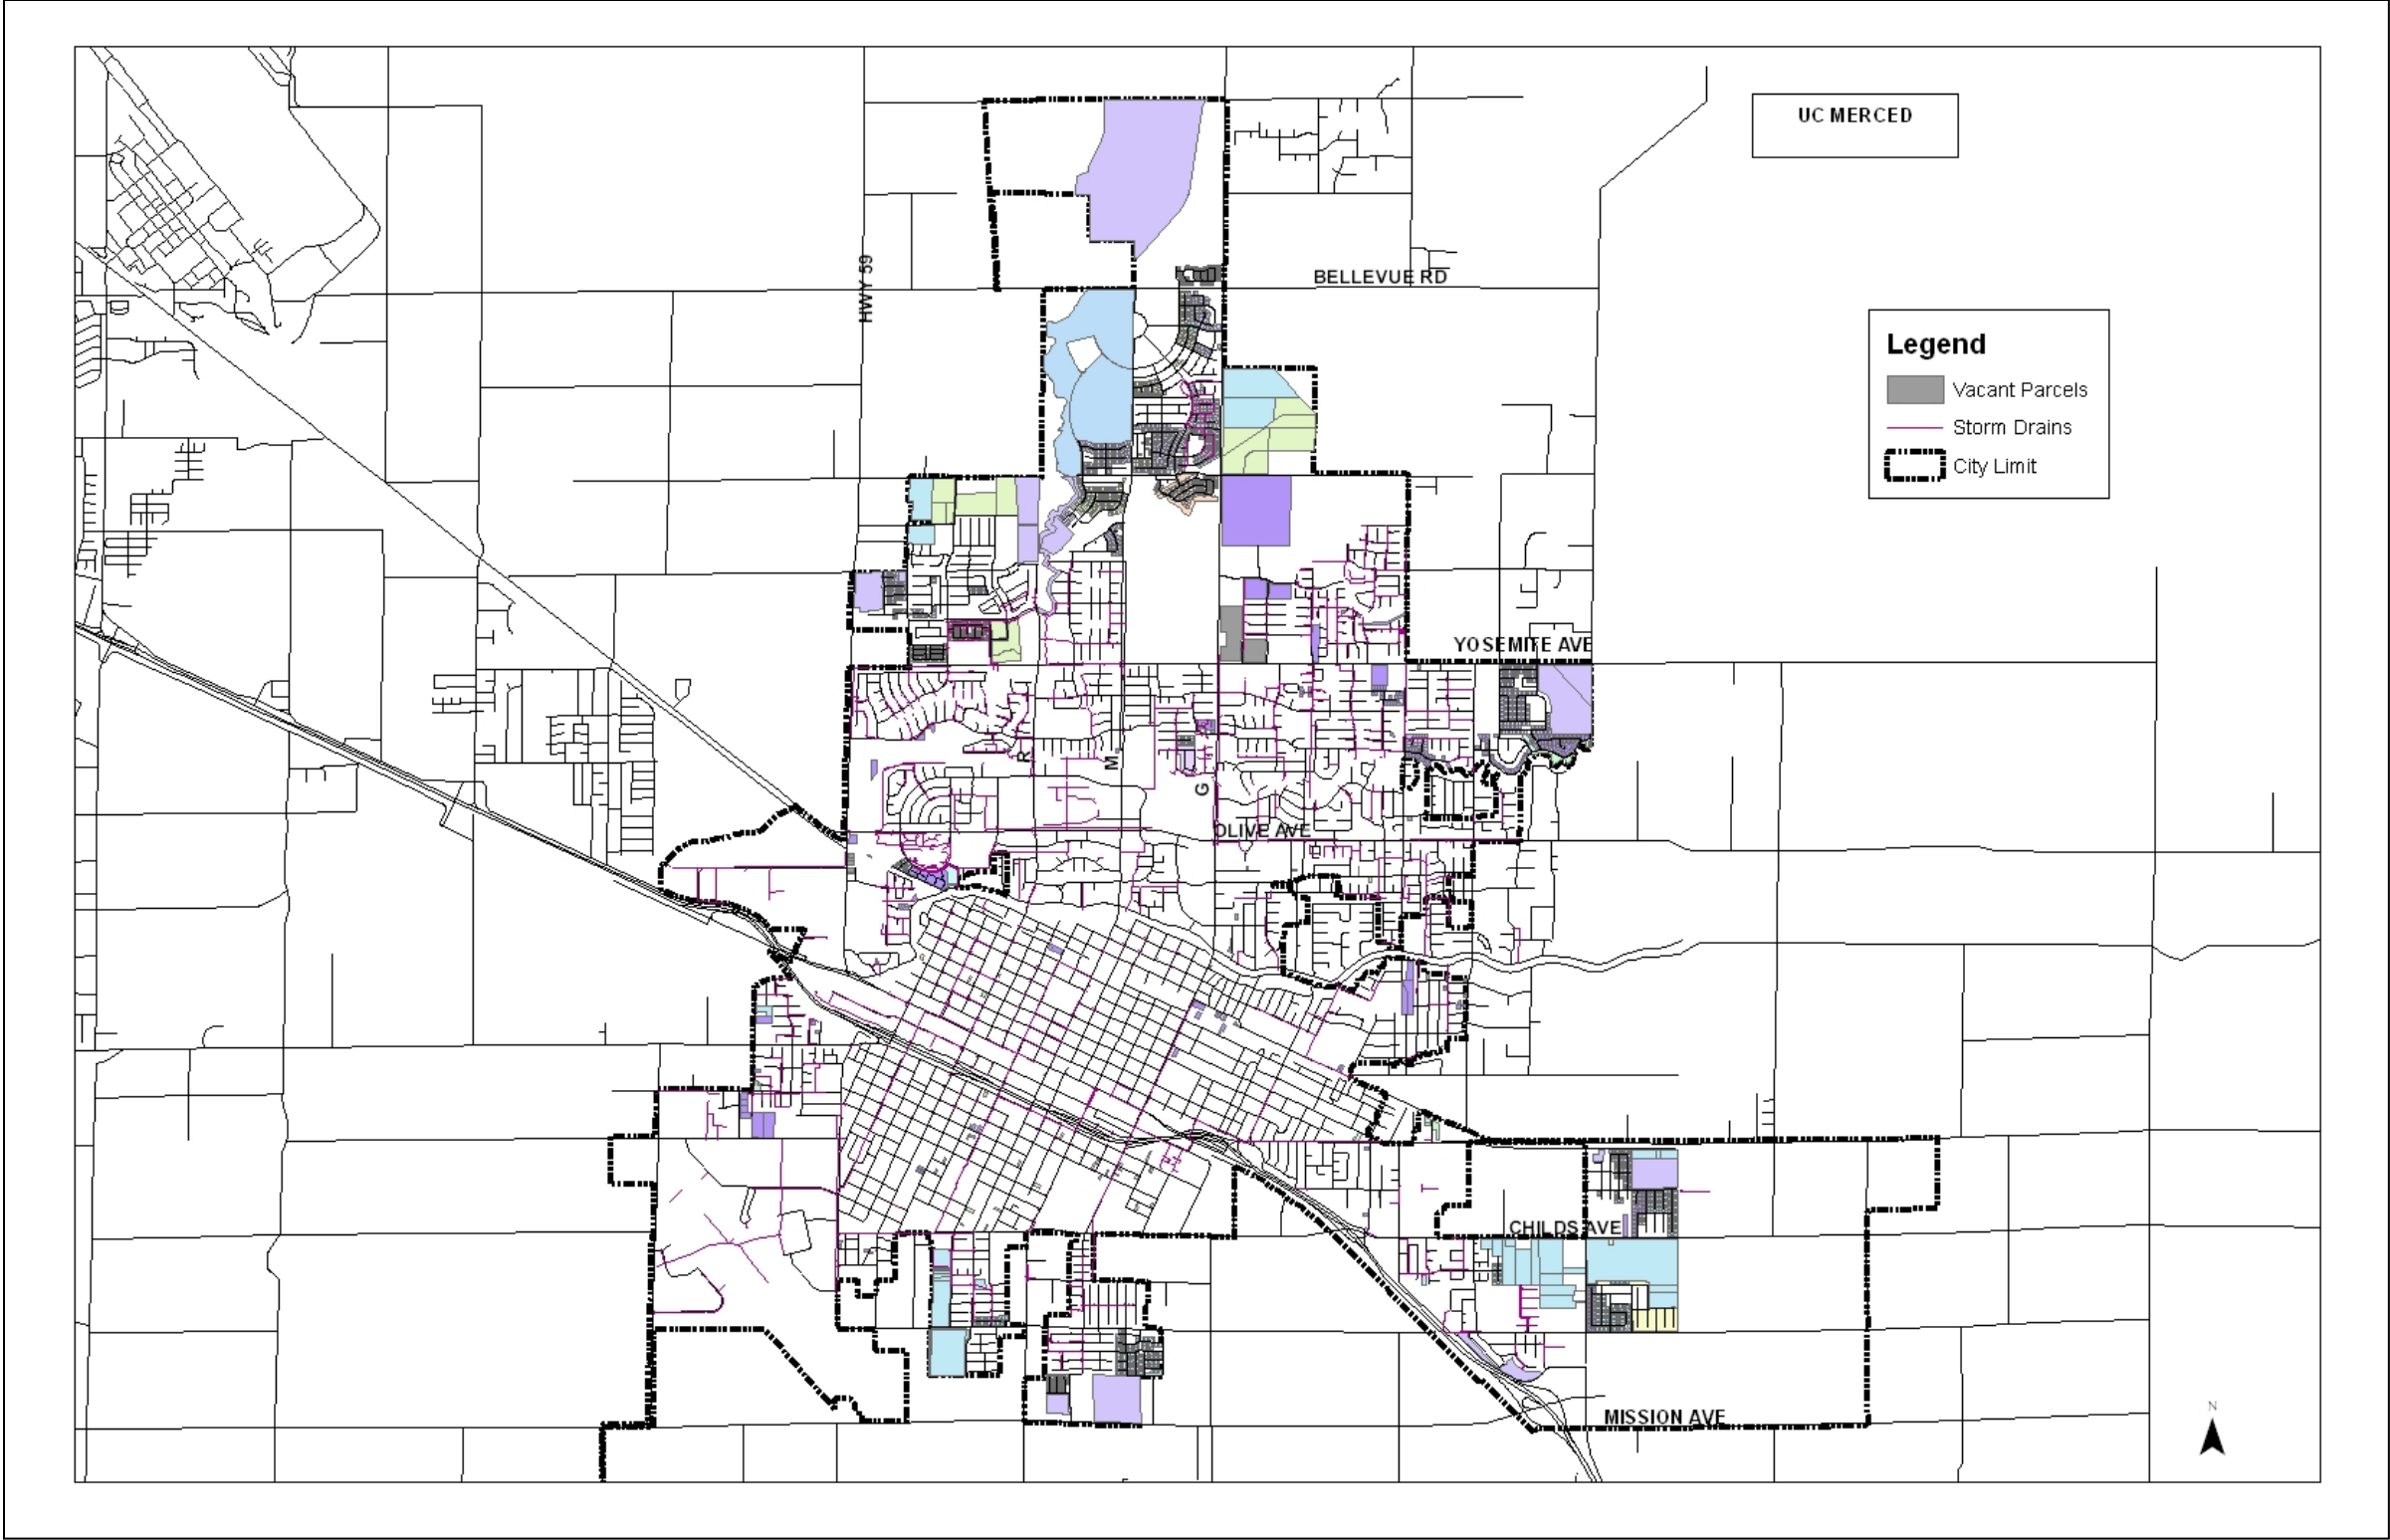 UC MERCED
HWY 59
BELLEVUE RD
Legend
Vacant Parcels
Storm Drains
City Limit
YOSEMITE AVE
R
M
G
OLIVE AVE
CHILDS AVE
MISSION AVE
N